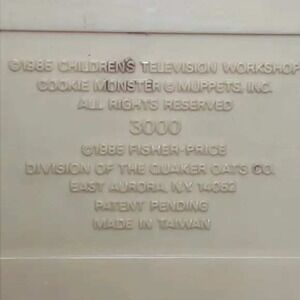 ©1985 CHILDREN'S TELEVISION WORKSHOP
COOKIE MONSTER © MUPPETS, INC.
ALL RIGHTS RESERVED
3000
©1986 FISHER-PRICE
DIVISION OF THE QUAKER OATS CO.
EAST AURORA, N.Y. 14052
PATENT PENDING
MADE IN TAIWAN